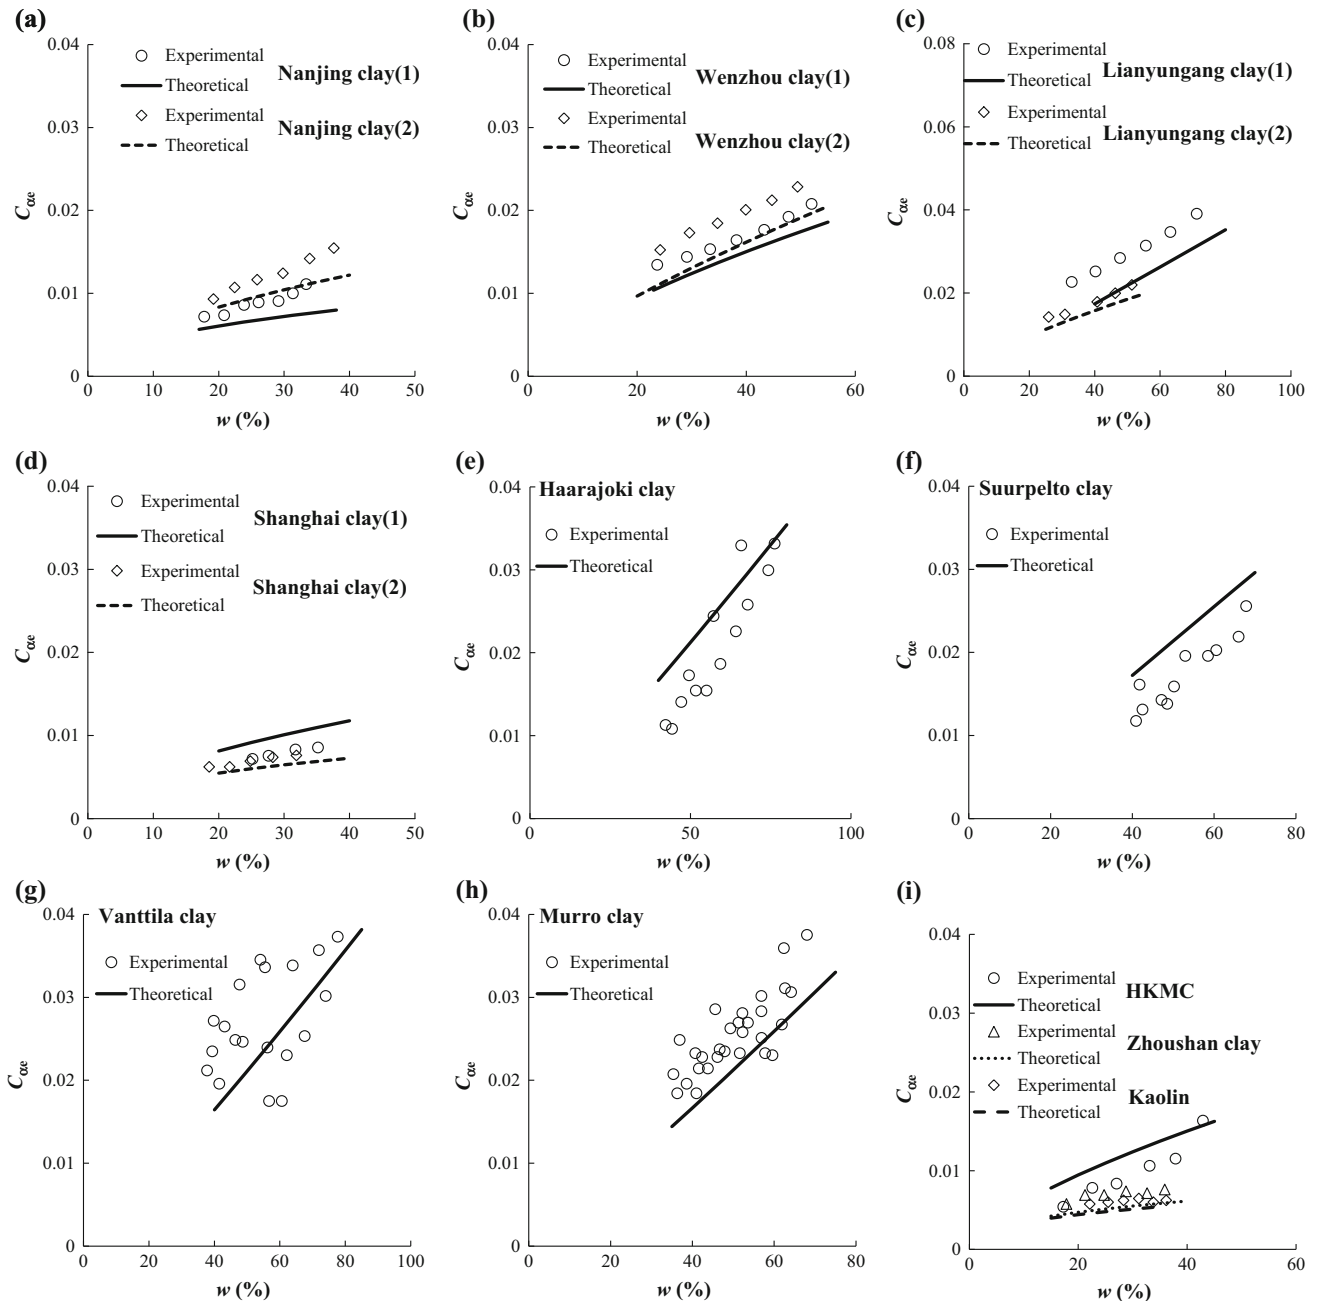 (a)
0.04
0.03
0.02
0.01
0
0 10 20 30 40 50
Cαe
w (%)
Experimental
Theoretical
Nanjing clay(1)
Experimental
Theoretical
Nanjing clay(2)
(b)
0.04
0.03
0.02
0.01
0
0 20 40 60
w (%)
Experimental
Theoretical
Wenzhou clay(1)
Experimental
Theoretical
Wenzhou clay(2)
Cαe
(c)
0.08
0.06
0.04
0.02
0
0 20 40 60 80 100
Cαe
w (%)
Experimental
Theoretical
Lianyungang clay(1)
Experimental
Theoretical
Lianyungang clay(2)
(d)
0.04
0.03
0.02
0.01
0
0 10 20 30 40 50
Cαe
w (%)
Experimental
Theoretical
Shanghai clay(1)
Experimental
Theoretical
Shanghai clay(2)
(e)
Haarajoki clay
Experimental
Theoretical
0.04
0.03
0.02
0.01
0
0 50 100
Cαe
w (%)
(f)
Suurpelto clay
Experimental
Theoretical
0.04
0.03
0.02
0.01
0
0 20 40 60 80
Cαe
w (%)
(g)
Vanttila clay
Experimental
Theoretical
0.04
0.03
0.02
0.01
0
0 20 40 60 80 100
Cαe
w (%)
(h)
Murro clay
Experimental
Theoretical
0.04
0.03
0.02
0.01
0
0 20 40 60 80
Cαe
w (%)
(i)
Experimental
Theoretical
HKMC
Experimental
Theoretical
Zhoushan clay
Experimental
Theoretical
Kaolin
0.04
0.03
0.02
0.01
0
0 20 40 60
Cαe
w (%)